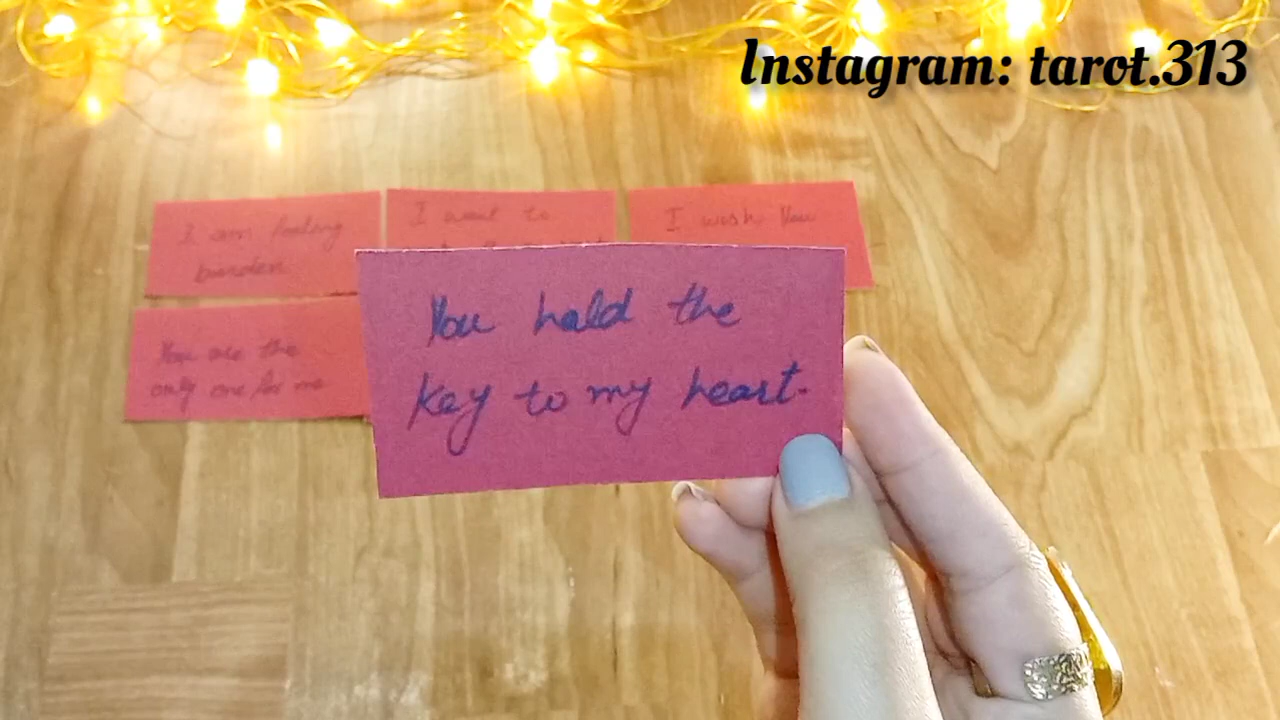 Instagram: tarot.313
I am feeling
burden
I want to
I wish You
You hold the
key to my heart.
You are the
only one for me